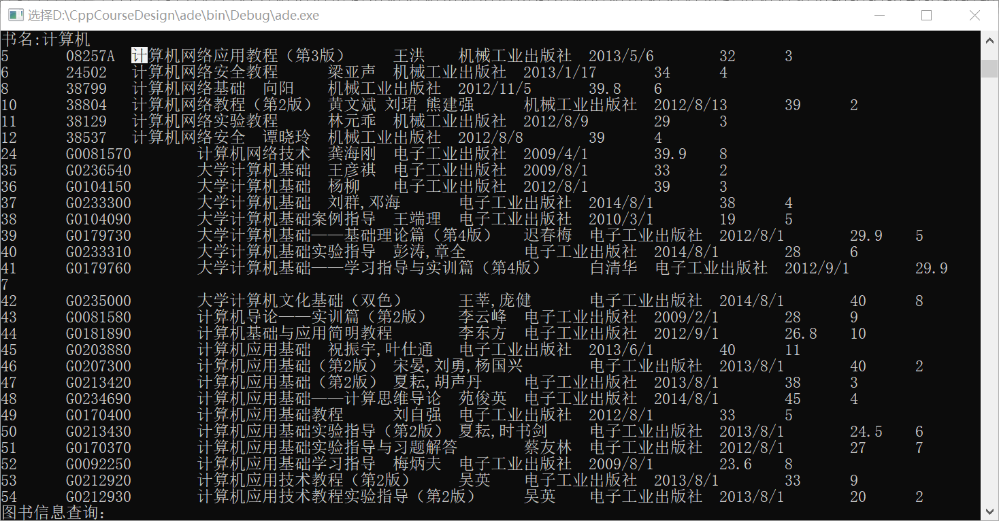 选择D:\CppCourseDesign\ade\bin\Debug\ade.exe
书名:计算机
5 08257A 计算机网络应用教程（第3版） 王洪 机械工业出版社 2013/5/6 32 3
6 24502 计算机网络安全教程 梁亚声 机械工业出版社 2013/1/17 34 4
8 38799 计算机网络基础 向阳 机械工业出版社 2012/11/5 39.8 6
10 38804 计算机网络教程（第2版） 黄文斌 刘珺 熊建强 机械工业出版社 2012/8/13 39 2
11 38129 计算机网络实验教程 林元乖 机械工业出版社 2012/8/9 29 3
12 38537 计算机网络安全 谭晓玲 机械工业出版社 2012/8/8 39 4
24 G0081570 计算机网络技术 龚海刚 电子工业出版社 2009/4/1 39.9 8
35 G0236540 大学计算机基础 王彦祺 电子工业出版社 2009/8/1 33 2
36 G0104150 大学计算机基础 杨柳 电子工业出版社 2012/8/1 39 3
37 G0233300 大学计算机基础 刘群,邓海 电子工业出版社 2014/8/1 38 4
38 G0104090 大学计算机基础案例指导 王端理 电子工业出版社 2010/3/1 19 5
39 G0179730 大学计算机基础——基础理论篇（第4版） 迟春梅 电子工业出版社 2012/8/1 29.9 5
40 G0233310 大学计算机基础实验指导 彭涛,章全 电子工业出版社 2014/8/1 28 6
41 G0179760 大学计算机基础——学习指导与实训篇（第4版） 白清华 电子工业出版社 2012/9/1 29.9
7
42 G0235000 大学计算机文化基础（双色） 王莘,庞健 电子工业出版社 2014/8/1 40 8
43 G0081580 计算机导论——实训篇（第2版） 李云峰 电子工业出版社 2009/2/1 28 9
44 G0181890 计算机基础与应用简明教程 李东方 电子工业出版社 2012/9/1 26.8 10
45 G0203880 计算机应用基础 祝振宇,叶仕通 电子工业出版社 2013/6/1 40 11
46 G0207300 计算机应用基础（第2版） 宋晏,刘勇,杨国兴 电子工业出版社 2013/8/1 40 2
47 G0213420 计算机应用基础（第2版） 夏耘,胡声丹 电子工业出版社 2013/8/1 38 3
48 G0234690 计算机应用基础——计算思维导论 苑俊英 电子工业出版社 2014/8/1 45 4
49 G0170400 计算机应用基础教程 刘自强 电子工业出版社 2012/8/1 33 5
50 G0213430 计算机应用基础实验指导（第2版） 夏耘,时书剑 电子工业出版社 2013/8/1 24.5 6
51 G0170370 计算机应用基础实验指导与习题解答 蔡友林 电子工业出版社 2012/8/1 27 7
52 G0092250 计算机应用基础学习指导 梅炳夫 电子工业出版社 2009/8/1 23.6 8
53 G0212920 计算机应用技术教程（第2版） 吴英 电子工业出版社 2013/8/1 33 9
54 G0212930 计算机应用技术教程实验指导（第2版） 吴英 电子工业出版社 2013/8/1 20 2
图书信息查询: